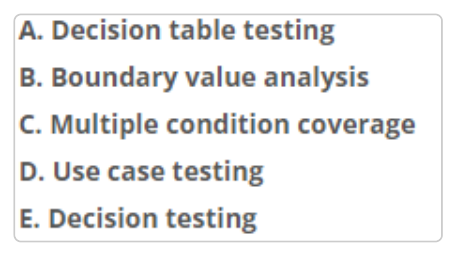 A. Decision table testing
B. Boundary value analysis
C. Multiple condition coverage
D. Use case testing
E. Decision testing